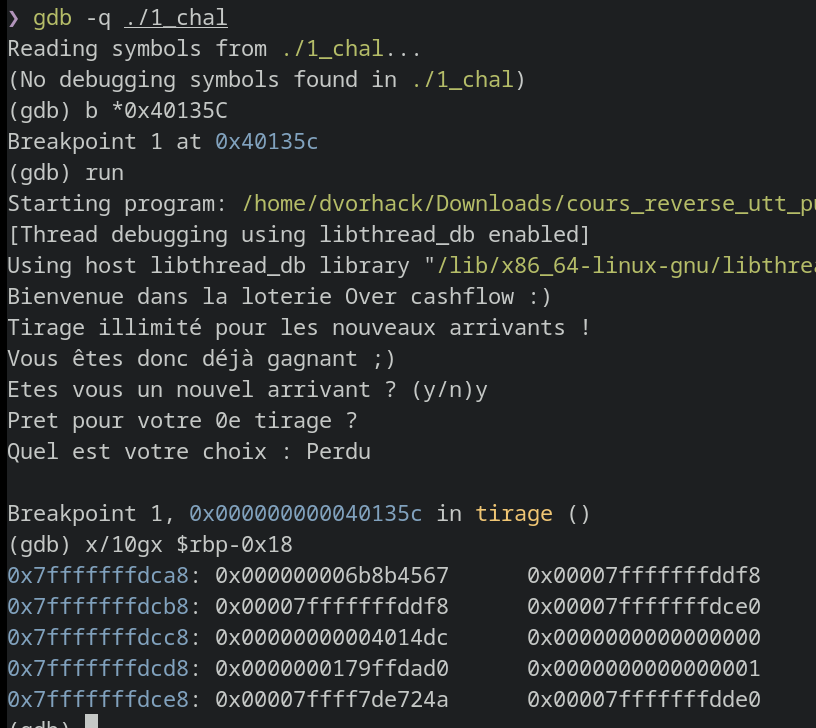 ❯ gdb -q ./1_chal
Reading symbols from ./1_chal...
(No debugging symbols found in ./1_chal)
(gdb) b *0x40135C
Breakpoint 1 at 0x40135c
(gdb) run
Starting program: /home/dvorhack/Downloads/cours_reverse_utt_pu
[Thread debugging using libthread_db enabled]
Using host libthread_db library "/lib/x86_64-linux-gnu/libthrea
Bienvenue dans la loterie Over cashflow :)
Tirage illimité pour les nouveaux arrivants !
Vous êtes donc déjà gagnant ;)
Etes vous un nouvel arrivant ? (y/n)y
Pret pour votre 0e tirage ?
Quel est votre choix : Perdu
Breakpoint 1, 0x000000000040135c in tirage ()
(gdb) x/10gx $rbp-0x18
0x7fffffffdca8: 0x000000006b8b4567 0x00007fffffffddf8
0x7fffffffdcb8: 0x00007fffffffddf8 0x00007fffffffdce0
0x7fffffffdcc8: 0x00000000004014dc 0x0000000000000000
0x7fffffffdcd8: 0x0000000179ffdad0 0x0000000000000001
0x7fffffffdce8: 0x00007ffff7de724a 0x00007fffffffdde0
(gdb)